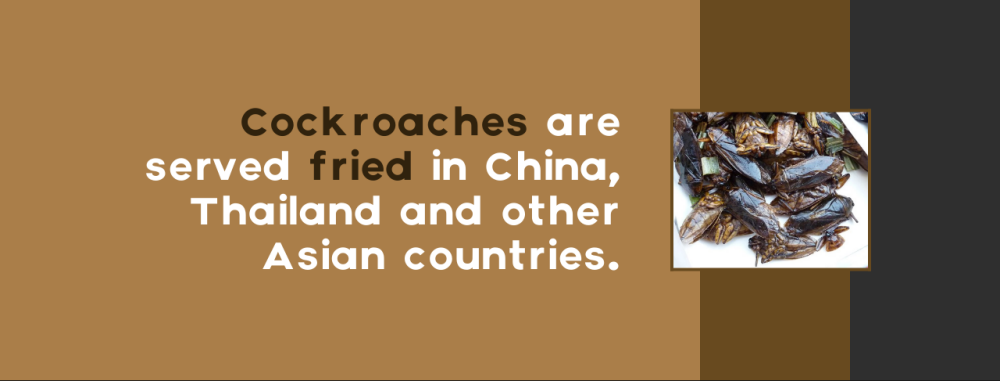 Cockroaches are
served fried in China,
Thailand and other
Asian countries.